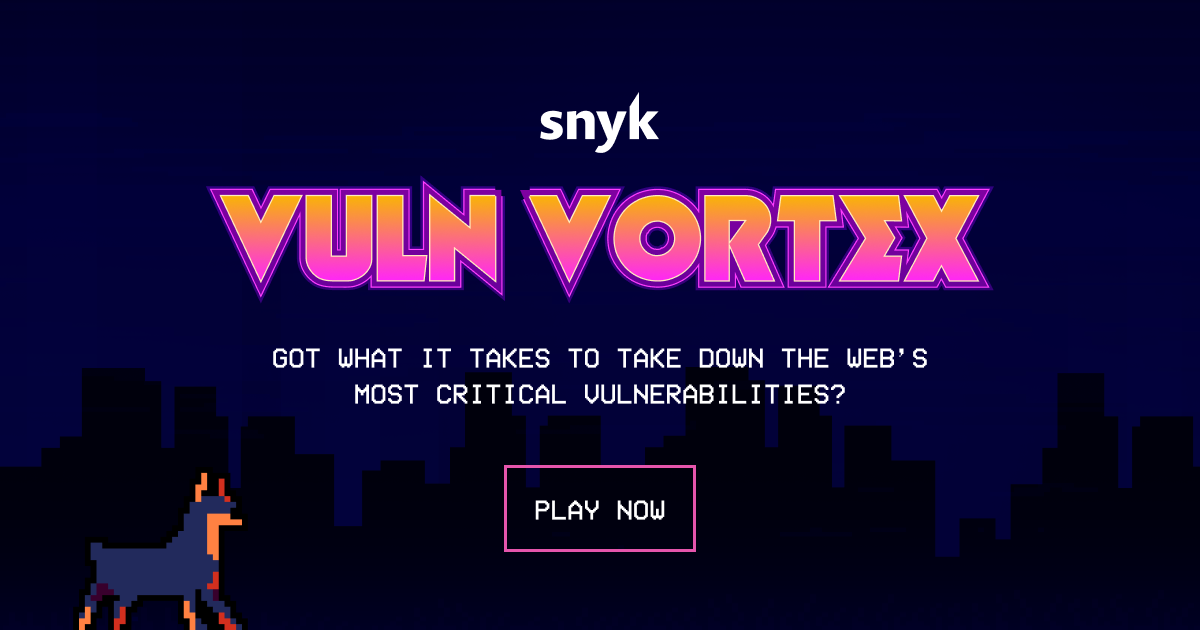 snyk
VULN VORTEX
GOT WHAT IT TAKES TO TAKE DOWN THE WEB'S
MOST CRITICAL VULNERABILITIES?
PLAY NOW